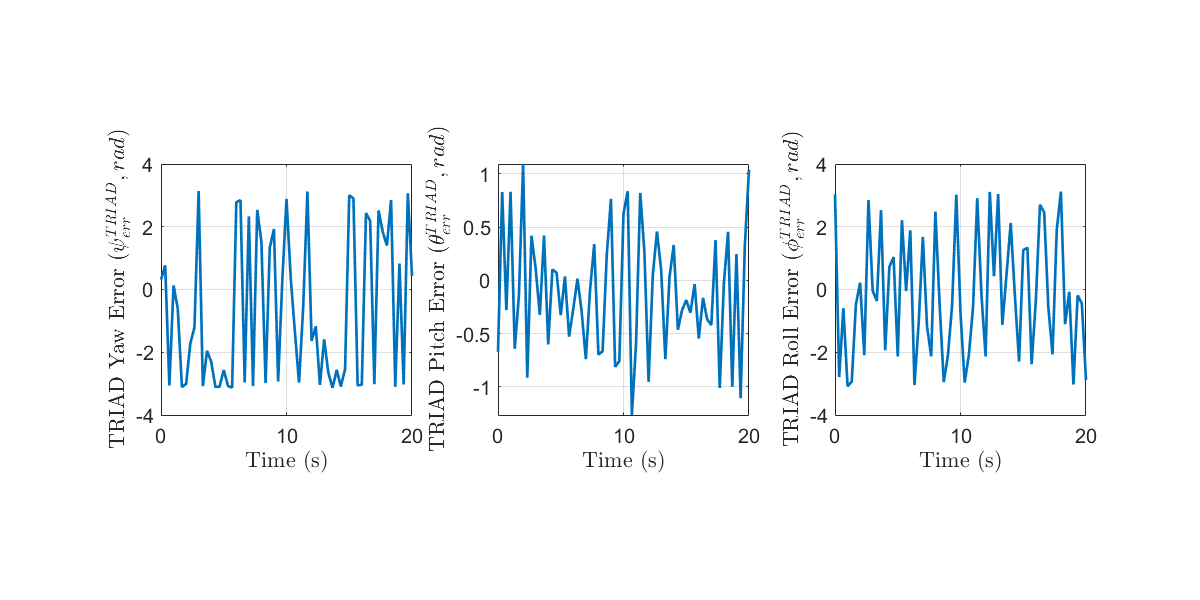 TRIAD Yaw Error (ψ_err^TRIAD, rad)
4
2
0
-2
-4
0 10 20
Time (s)
TRIAD Pitch Error (θ_err^TRIAD, rad)
1
0.5
0
-0.5
-1
0 10 20
Time (s)
TRIAD Roll Error (ϕ_err^TRIAD, rad)
4
2
0
-2
-4
0 10 20
Time (s)